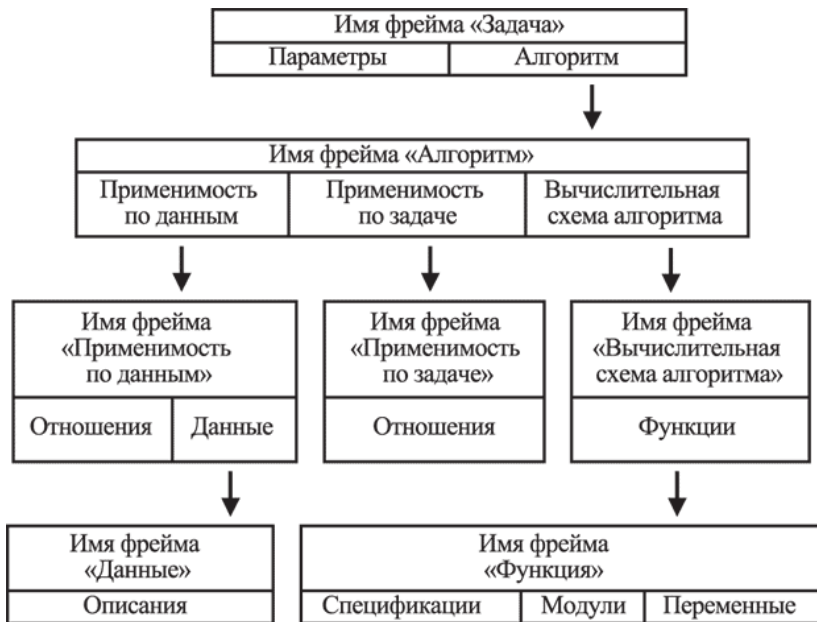 Имя фрейма «Задача»
Параметры
Алгоритм
Имя фрейма «Алгоритм»
Применимость
по данным
Применимость
по задаче
Вычислительная
схема алгоритма
Имя фрейма
«Применимость
по данным»
Отношения
Данные
Имя фрейма
«Применимость
по задаче»
Отношения
Имя фрейма
«Вычислительная
схема алгоритма»
Функции
Имя фрейма
«Данные»
Описания
Имя фрейма
«Функция»
Спецификации
Модули
Переменные